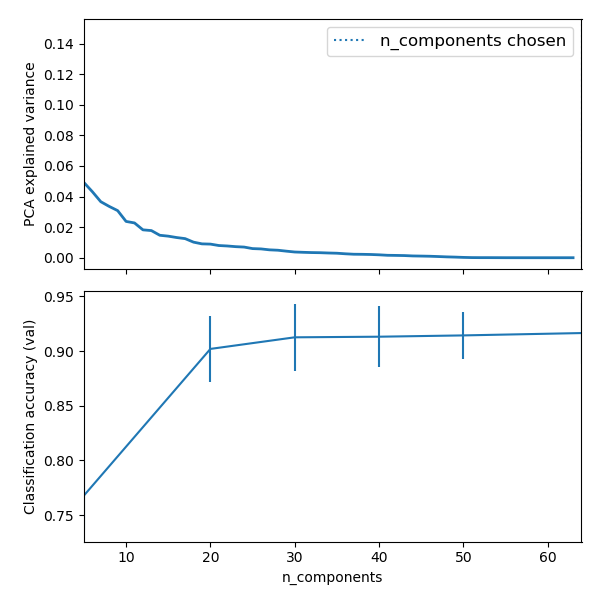 n_components chosen
0.14
0.12
0.10
0.08
0.06
0.04
0.02
0.00
PCA explained variance
0.95
0.90
0.85
0.80
0.75
Classification accuracy (val)
10 20 30 40 50 60
n_components